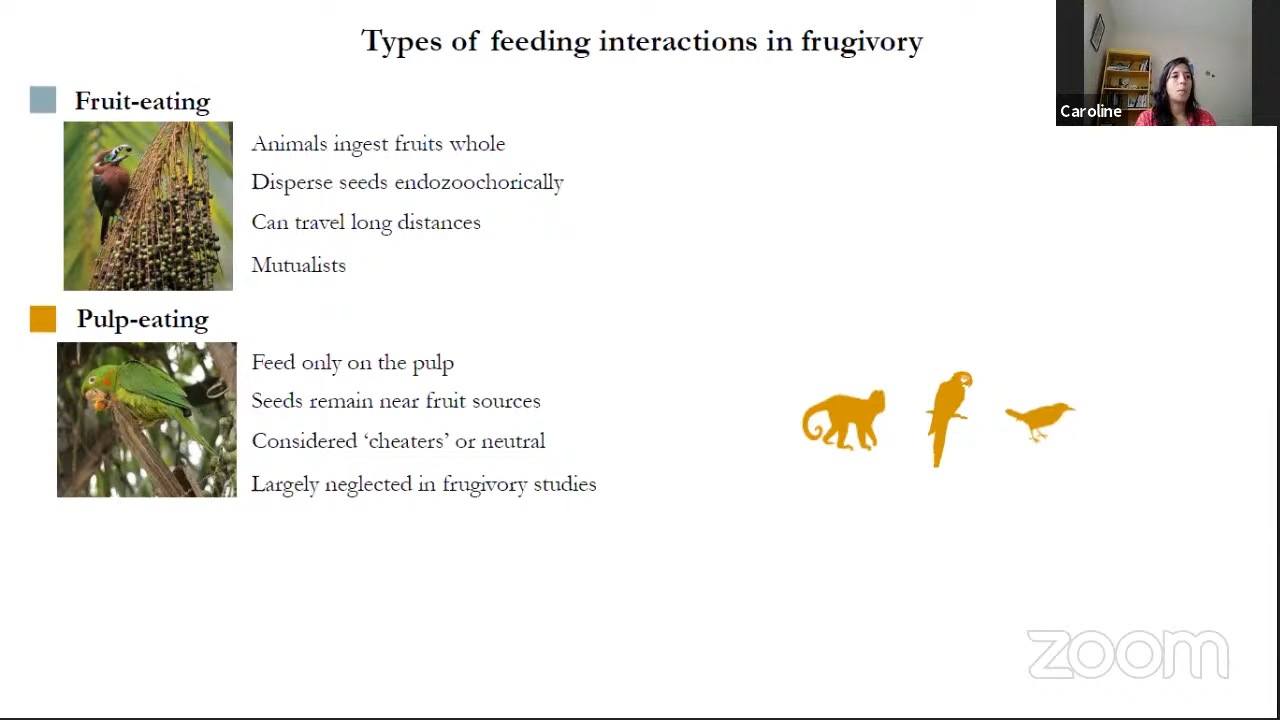 Types of feeding interactions in frugivory
Caroline
Fruit-eating
Animals ingest fruits whole
Disperse seeds endozoochorically
Can travel long distances
Mutualists
Pulp-eating
Feed only on the pulp
Seeds remain near fruit sources
Considered ‘cheaters’ or neutral
Largely neglected in frugivory studies
zoom